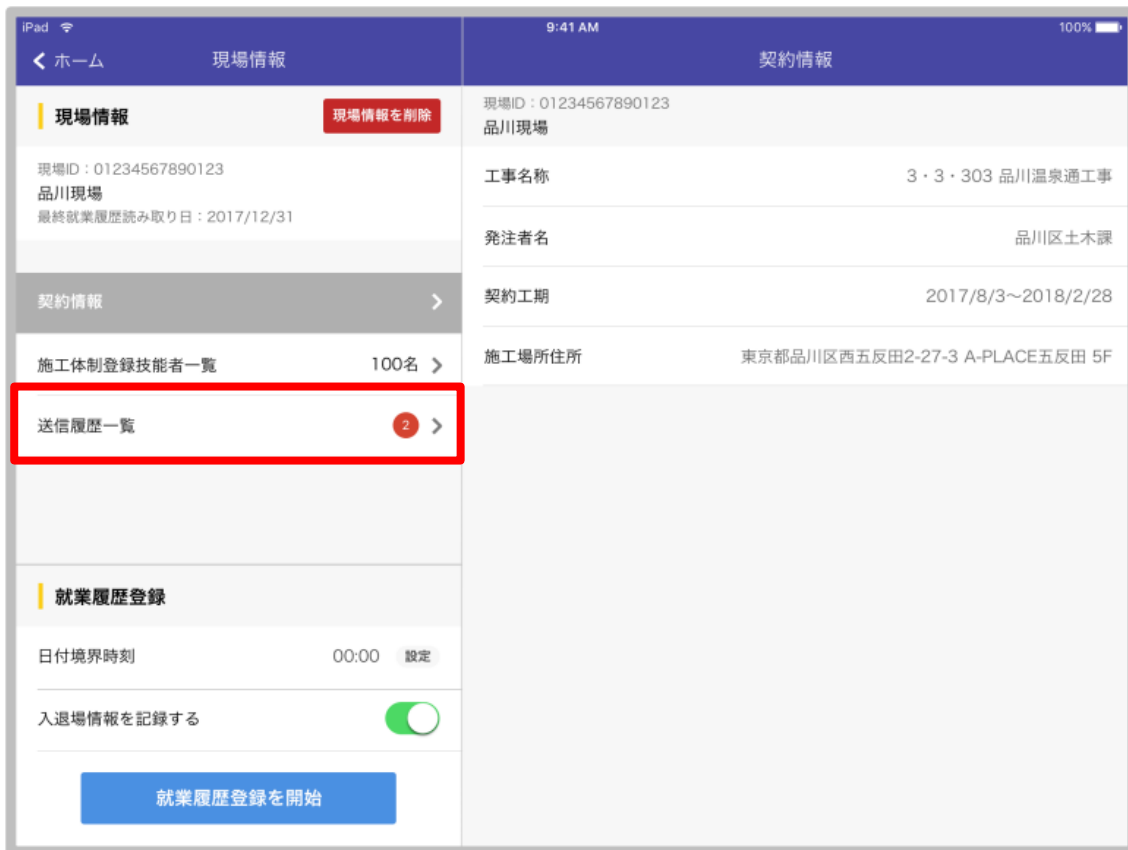 iPad
9:41 AM
100%
ホーム
現場情報
契約情報
現場情報
現場情報を削除
現場ID：01234567890123
品川現場
最終就業履歴読み取り日：2017/12/31
契約情報
施工体制登録技能者一覧 100名
送信履歴一覧 2
就業履歴登録
日付境界時刻 00:00 設定
入退場情報を記録する
就業履歴登録を開始
現場ID：01234567890123
品川現場
工事名称 3・3・303 品川温泉通工事
発注者名 品川区土木課
契約工期 2017/8/3〜2018/2/28
施工場所住所 東京都品川区西五反田2-27-3 A-PLACE五反田 5F